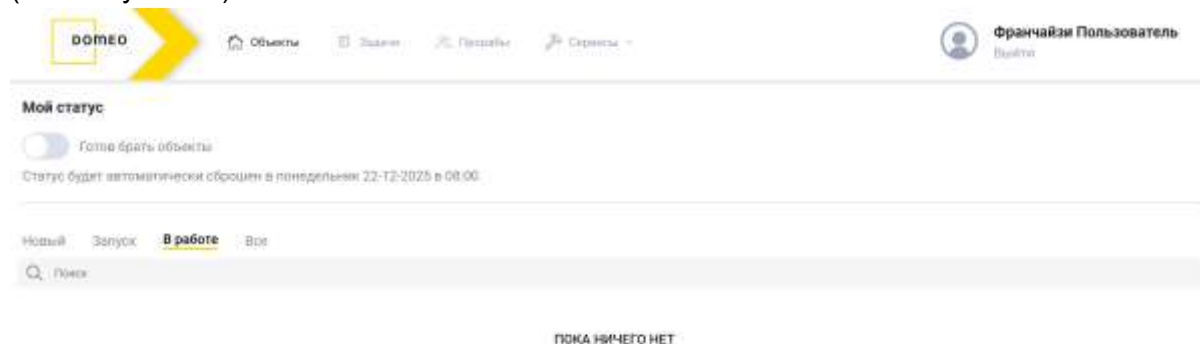 DOMEO
Объекты Задачи Просьбы Сервисы
Франчайзи Пользователь
Выйти
Мой статус
Готов брать объекты
Статус будет автоматически сброшен в понедельник 22-12-2025 в 08:00
Новый Запуск В работе Все
Поиск
ПОКА НИЧЕГО НЕТ